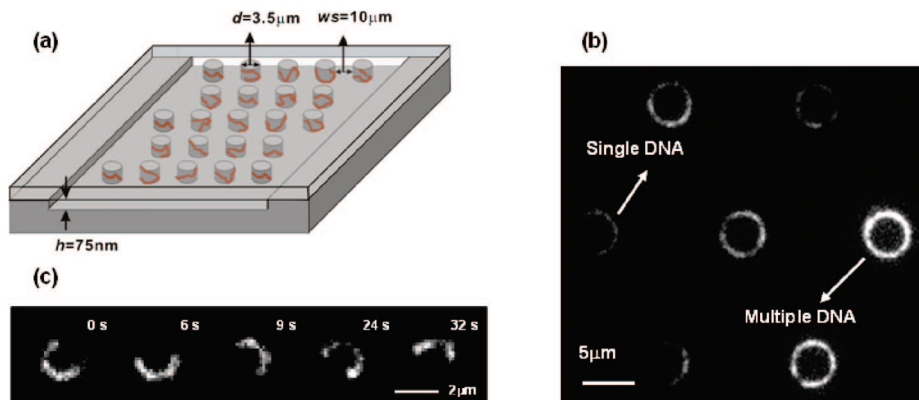 (a)
d=3.5μm
ws=10μm
h=75nm
(b)
Single DNA
Multiple DNA
5μm
(c)
0 s 6 s 9 s 24 s 32 s
2μm